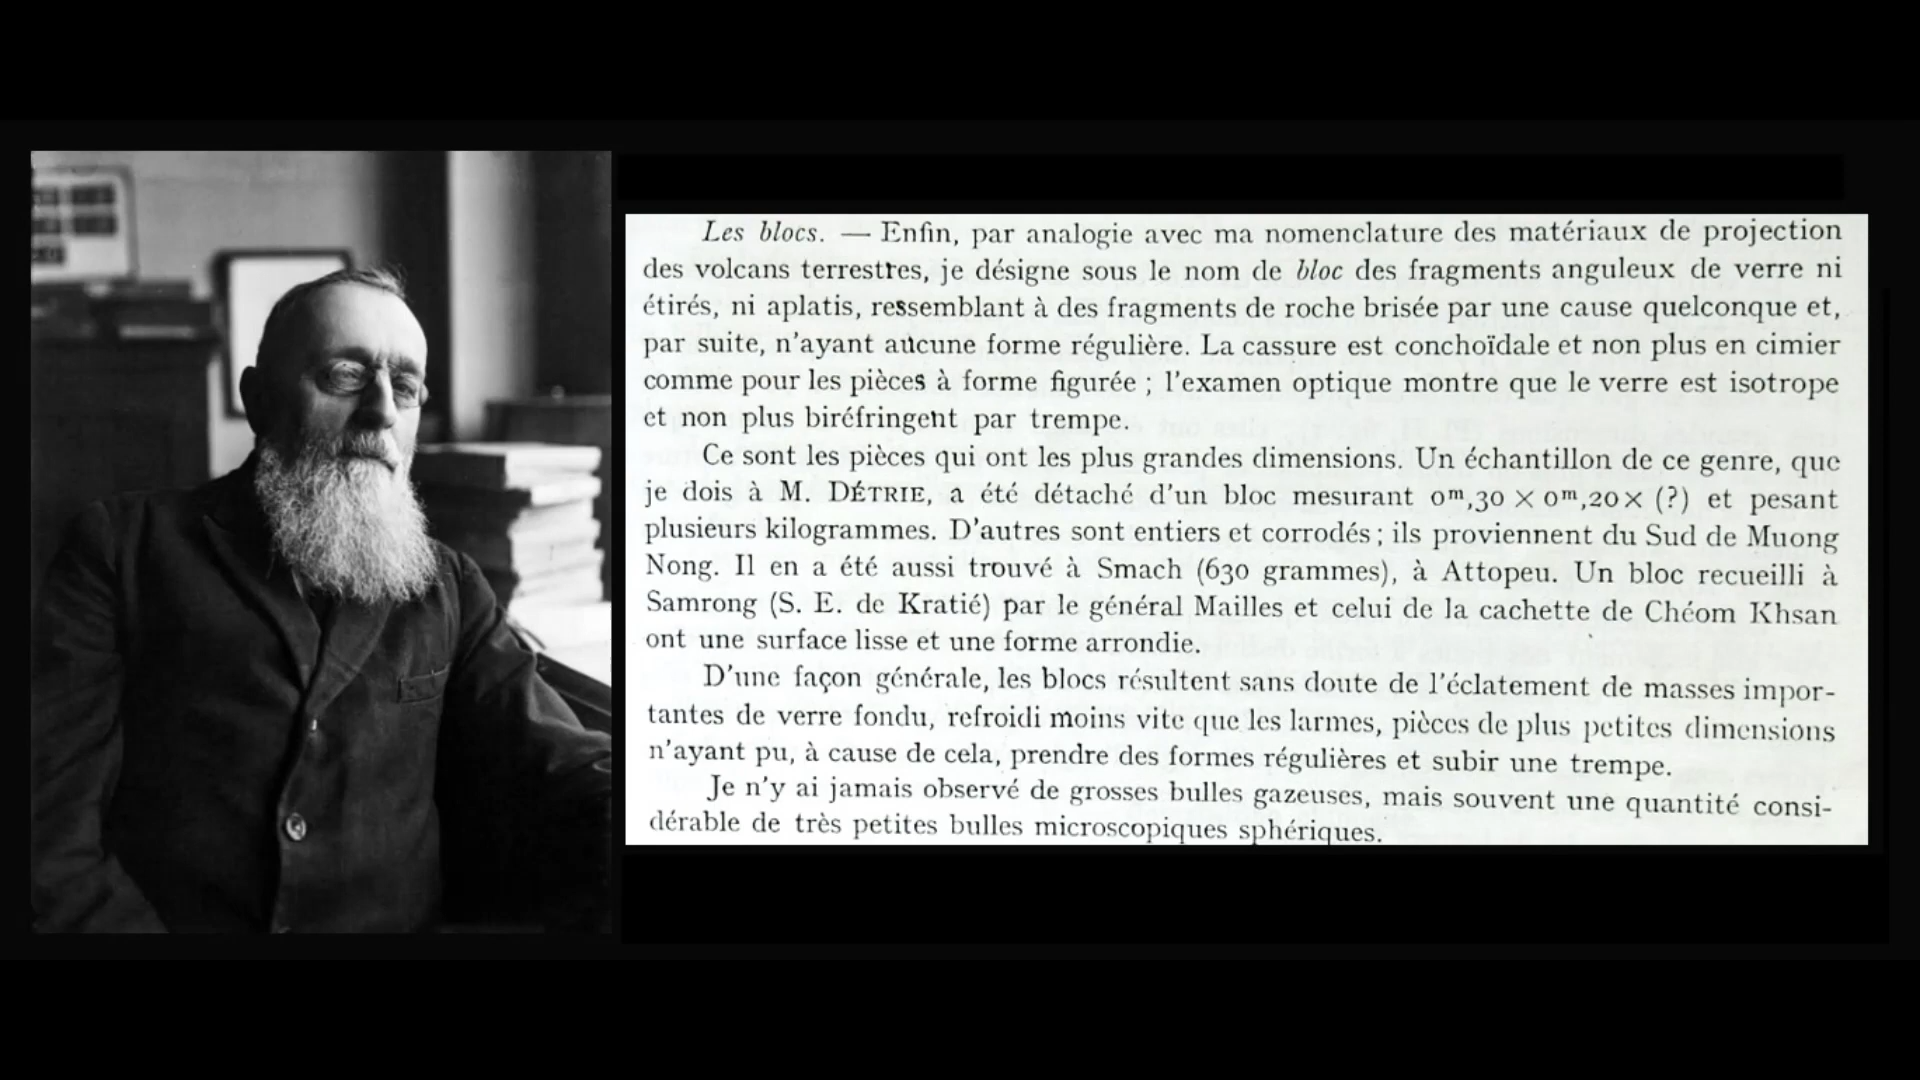 Les blocs. — Enfin, par analogie avec ma nomenclature des matériaux de projection
des volcans terrestres, je désigne sous le nom de bloc des fragments anguleux de verre ni
étirés, ni aplatis, ressemblant à des fragments de roche brisée par une cause quelconque et,
par suite, n'ayant aucune forme régulière. La cassure est conchoïdale et non plus en cimier
comme pour les pièces à forme figurée ; l'examen optique montre que le verre est isotrope
et non plus biréfringent par trempe.
Ce sont les pièces qui ont les plus grandes dimensions. Un échantillon de ce genre, que
je dois à M. DÉTRIE, a été détaché d'un bloc mesurant 0ᵐ,30 × 0ᵐ,20 × (?) et pesant
plusieurs kilogrammes. D'autres sont entiers et corrodés ; ils proviennent du Sud de Muong
Nong. Il en a été aussi trouvé à Smach (630 grammes), à Attopeu. Un bloc recueilli à
Samrong (S. E. de Kratié) par le général Mailles et celui de la cachette de Chéom Khsan
ont une surface lisse et une forme arrondie.
D'une façon générale, les blocs résultent sans doute de l'éclatement de masses impor-
tantes de verre fondu, refroidi moins vite que les larmes, pièces de plus petites dimensions
n'ayant pu, à cause de cela, prendre des formes régulières et subir une trempe.
Je n'y ai jamais observé de grosses bulles gazeuses, mais souvent une quantité consi-
dérable de très petites bulles microscopiques sphériques.